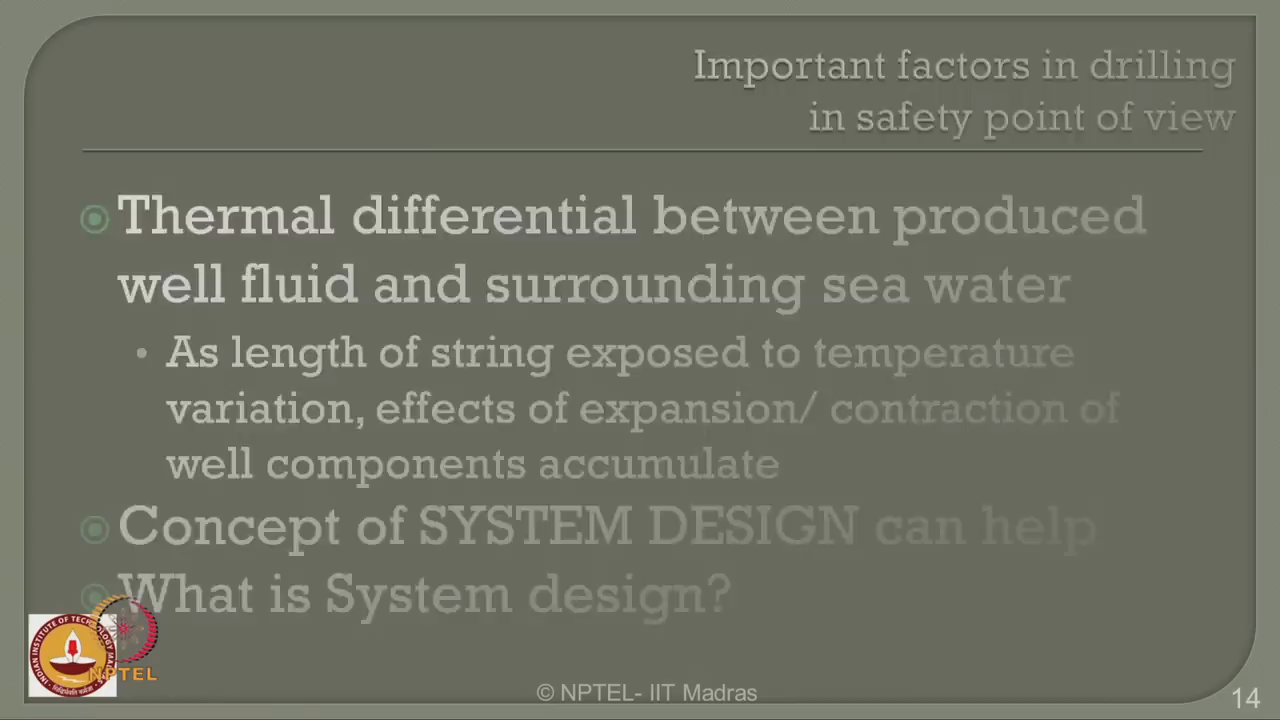 Important factors in drilling
in safety point of view
Thermal differential between produced
well fluid and surrounding sea water
• As length of string exposed to temperature
variation, effects of expansion/ contraction of
well components accumulate
Concept of SYSTEM DESIGN can help
What is System design?
NPTEL
© NPTEL- IIT Madras
14